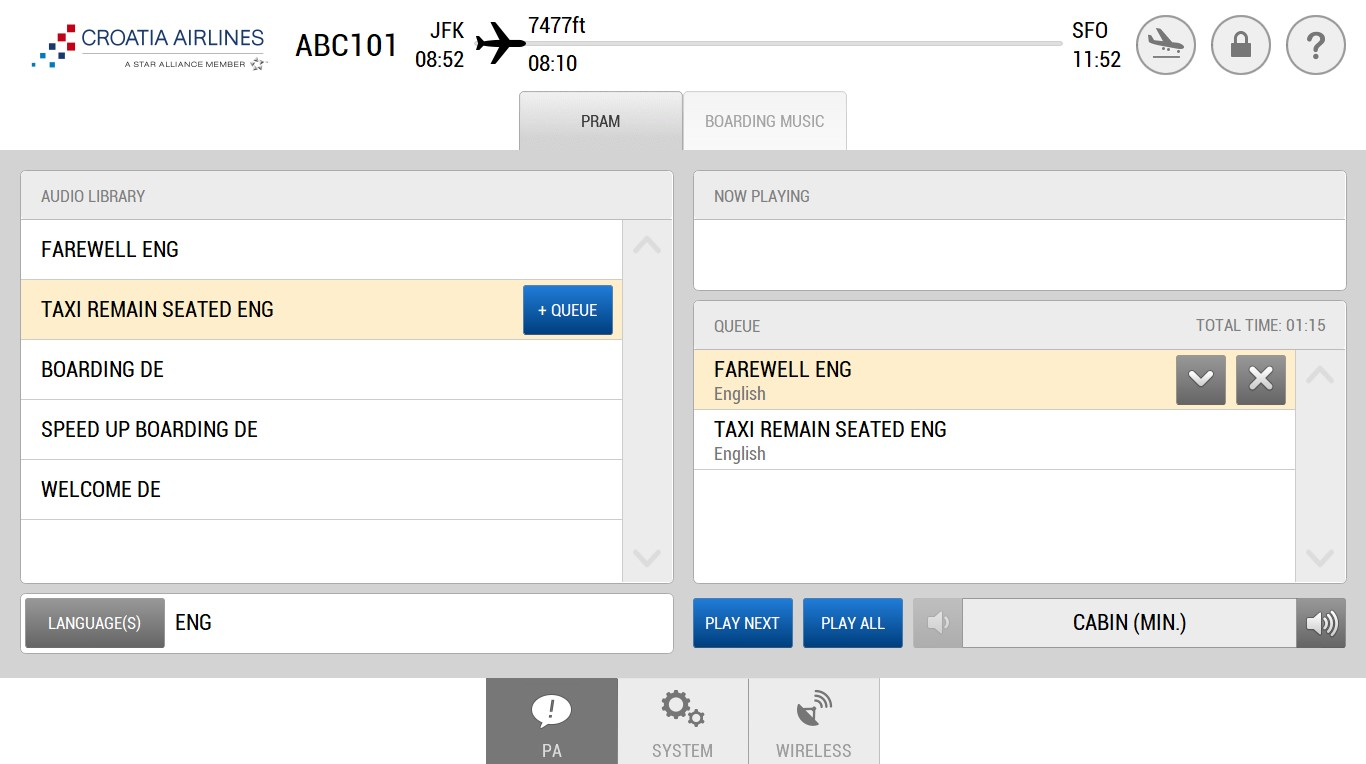 CROATIA AIRLINES
A STAR ALLIANCE MEMBER
ABC101
JFK
08:52
7477ft
08:10
SFO
11:52
?
PRAM
BOARDING MUSIC
AUDIO LIBRARY
FAREWELL ENG
TAXI REMAIN SEATED ENG
+ QUEUE
BOARDING DE
SPEED UP BOARDING DE
WELCOME DE
LANGUAGE(S)
ENG
NOW PLAYING
QUEUE
TOTAL TIME: 01:15
FAREWELL ENG
English
TAXI REMAIN SEATED ENG
English
PLAY NEXT
PLAY ALL
CABIN (MIN.)
!
PA
SYSTEM
WIRELESS